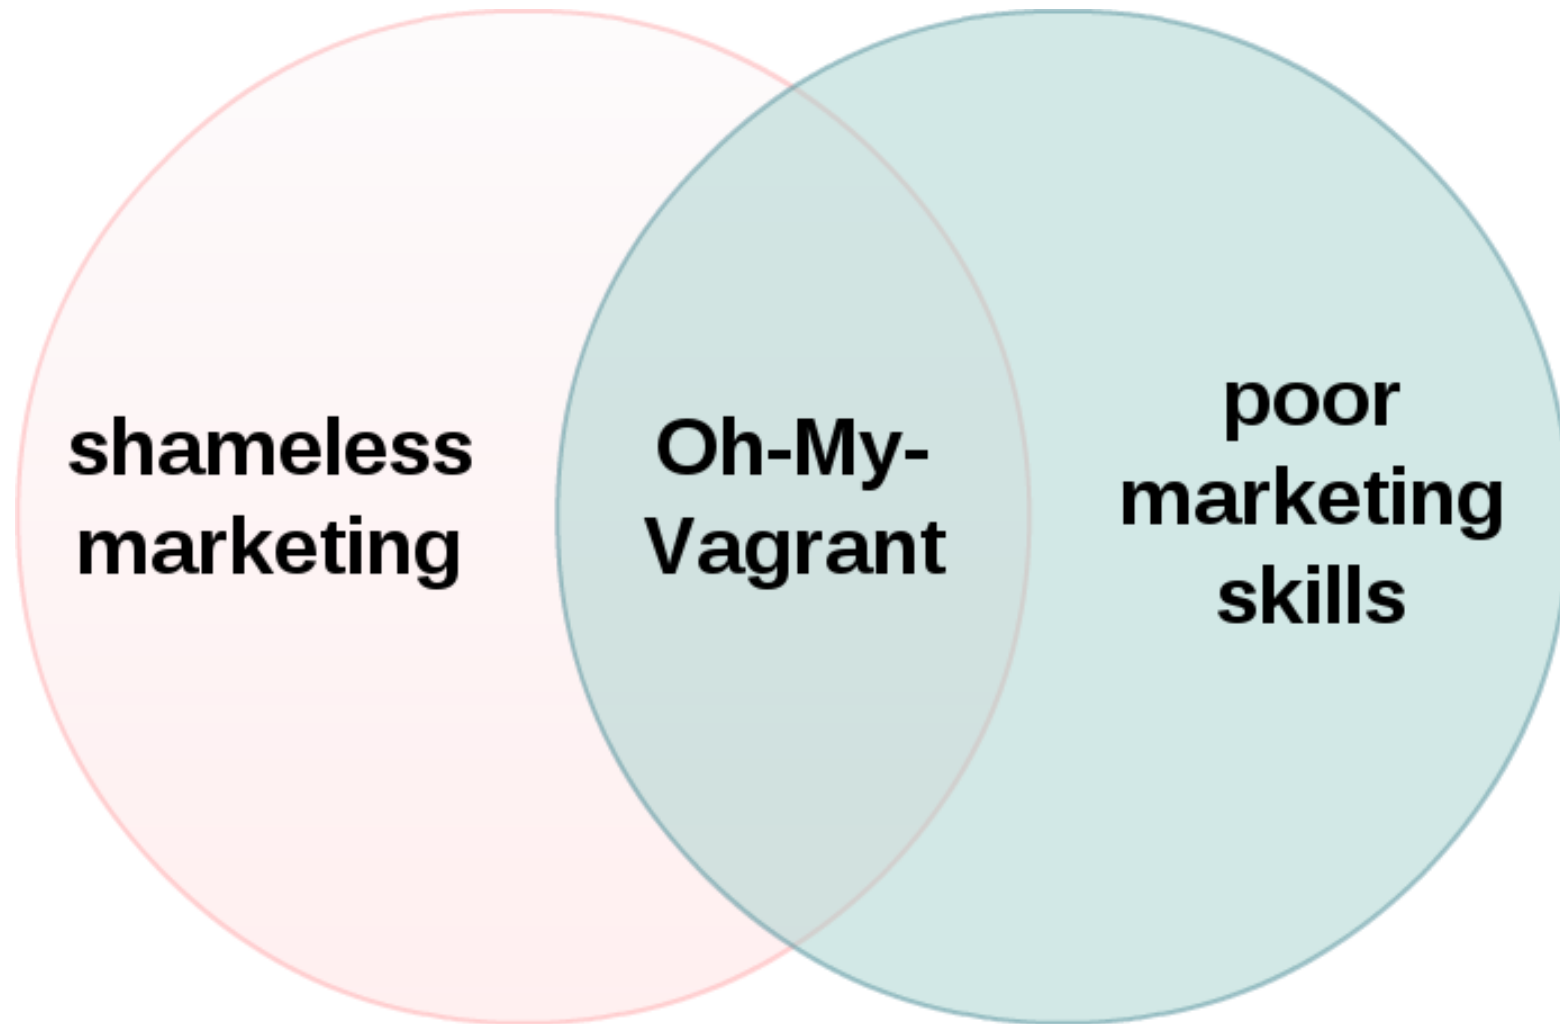 shameless
marketing
Oh-My-
Vagrant
poor
marketing
skills